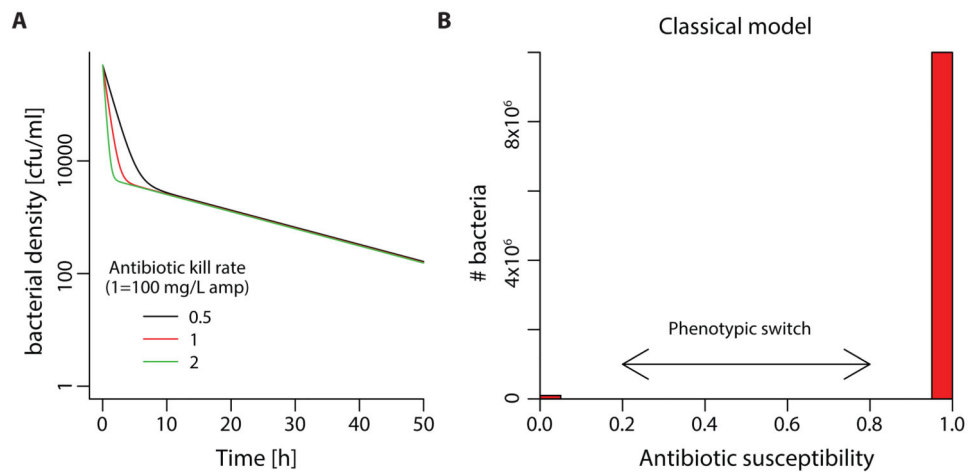 A
bacterial density [cfu/ml]
10000
100
1
0 10 20 30 40 50
Time [h]
Antibiotic kill rate
(1=100 mg/L amp)
0.5
1
2
B
Classical model
# bacteria
8x10⁶
4x10⁶
0
Phenotypic switch
0.0 0.2 0.4 0.6 0.8 1.0
Antibiotic susceptibility